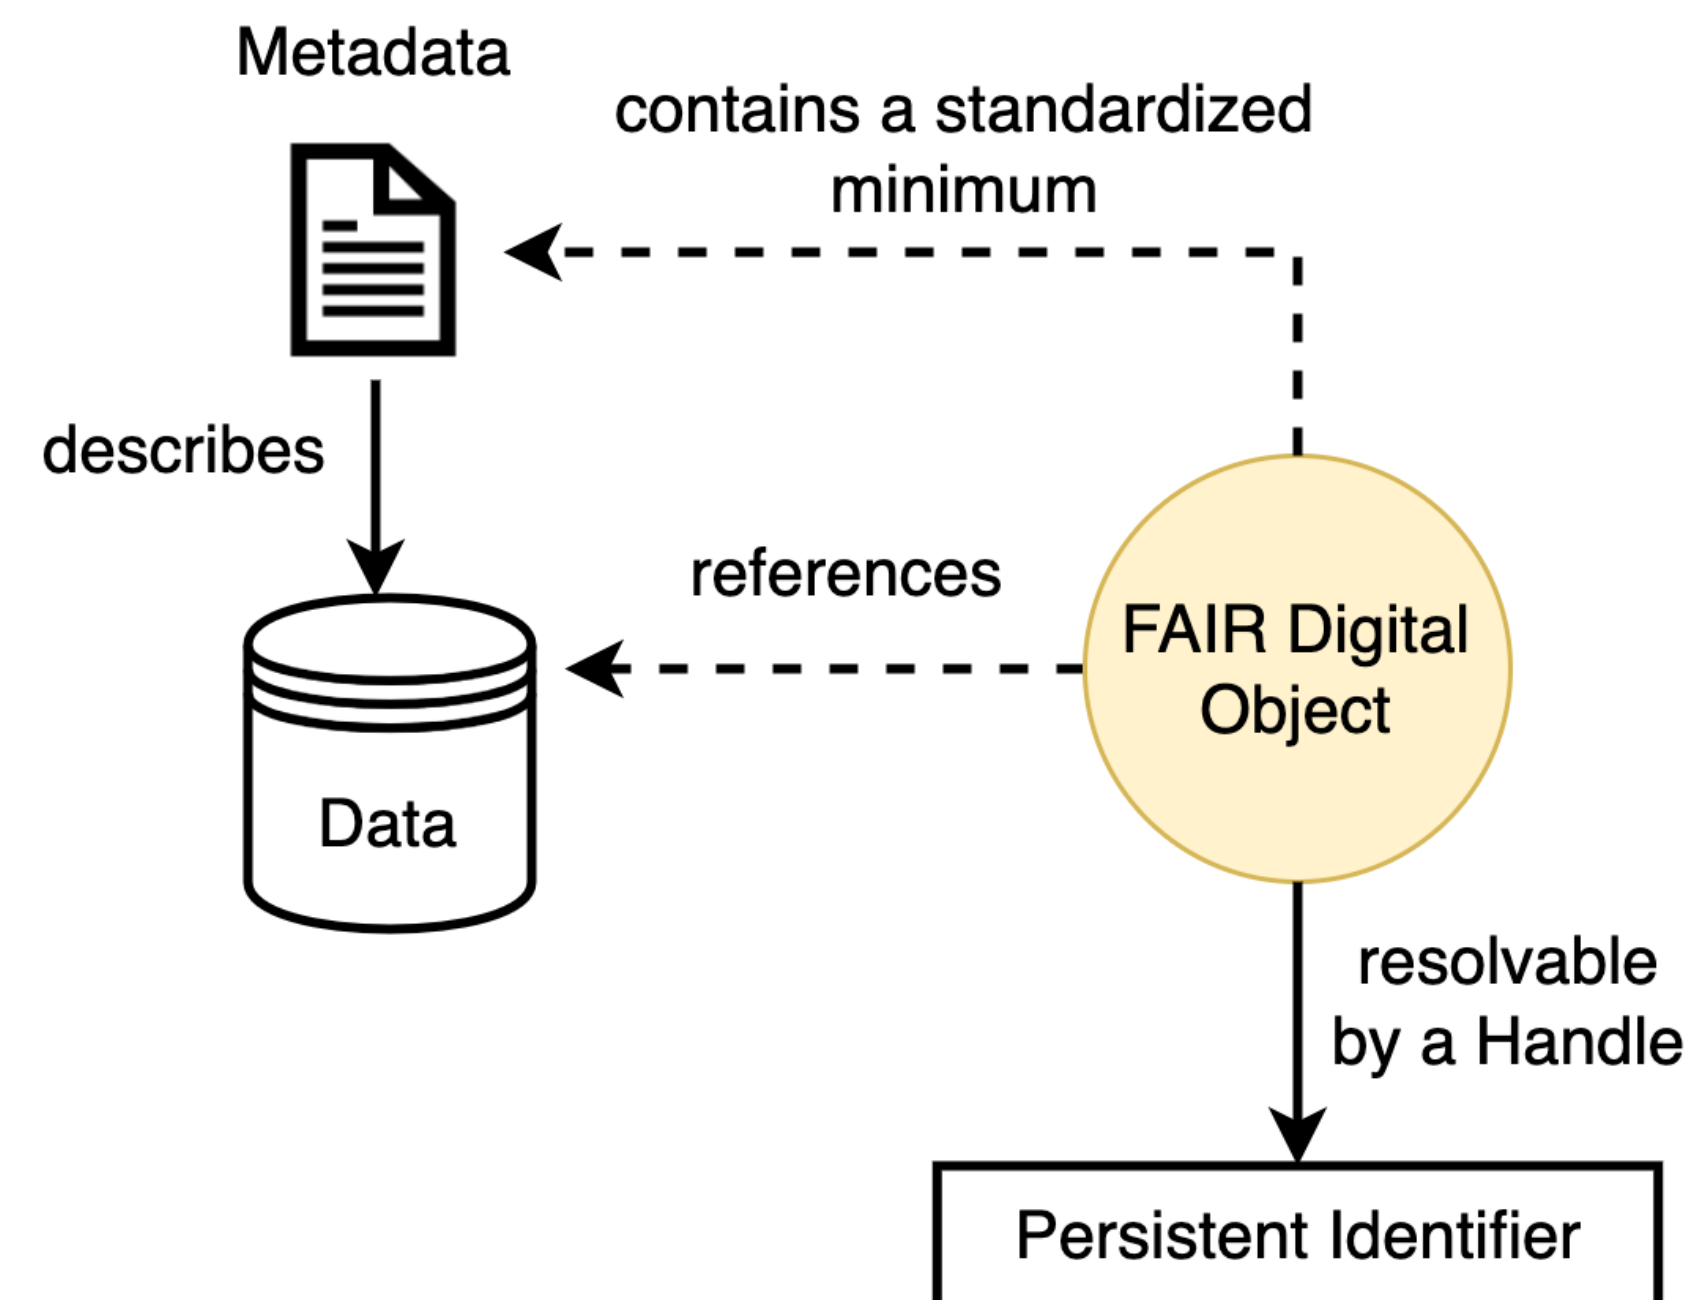 Metadata
contains a standardized
minimum
describes
references
FAIR Digital
Object
Data
resolvable
by a Handle
Persistent Identifier